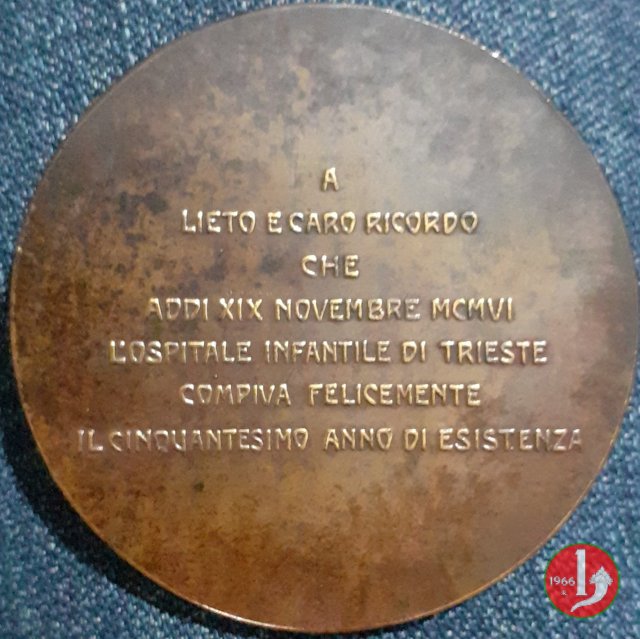 A
LIETO E CARO RICORDO
CHE
ADDI XIX NOVEMBRE MCMVI
L'OSPITALE INFANTILE DI TRIESTE
COMPIVA FELICEMENTE
IL CINQUANTESIMO ANNO DI ESISTENZA
1966